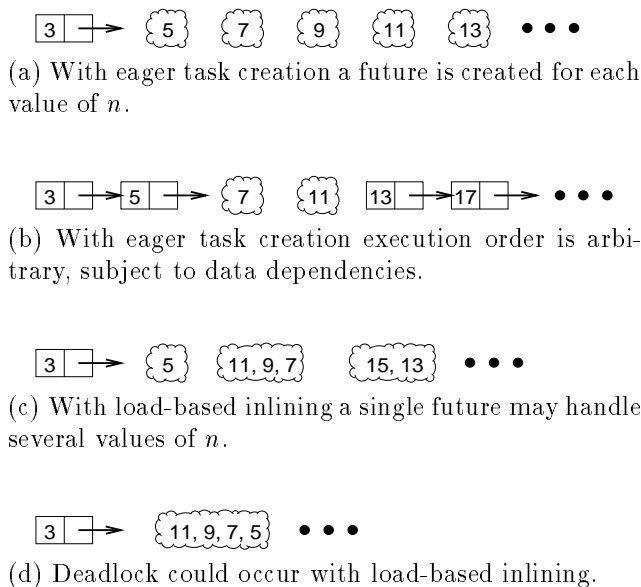 3 5 7 9 11 13 • • •
(a) With eager task creation a future is created for each
value of n.
3 5 7 11 13 17 • • •
(b) With eager task creation execution order is arbi-
trary, subject to data dependencies.
3 5 11, 9, 7 15, 13 • • •
(c) With load-based inlining a single future may handle
several values of n.
3 11, 9, 7, 5 • • •
(d) Deadlock could occur with load-based inlining.